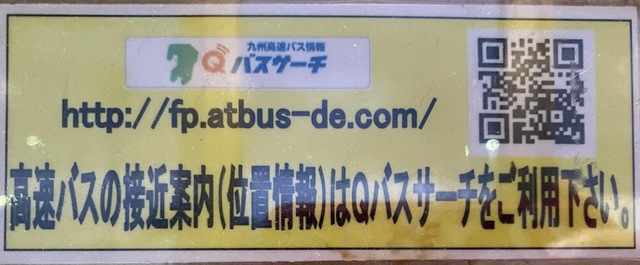 九州高速バス情報
Qバスサーチ
http://fp.atbus-de.com/
高速バスの接近案内(位置情報)はQバスサーチをご利用下さい。